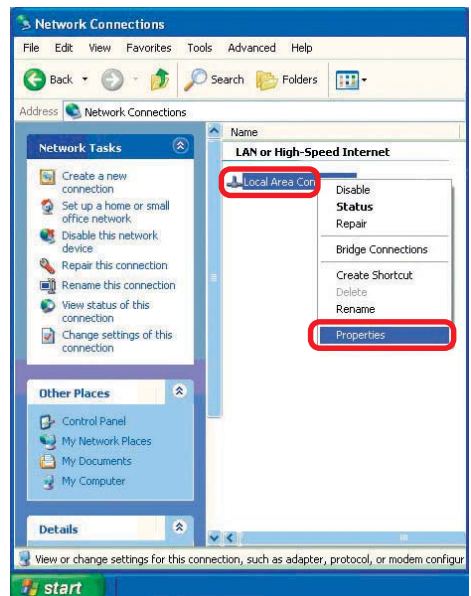 Network Connections
File Edit View Favorites Tools Advanced Help
Back Search Folders
Address Network Connections
Name
Network Tasks
LAN or High-Speed Internet
Create a new
connection
Set up a home or small
office network
Disable this network
device
Repair this connection
Rename this connection
View status of this
connection
Change settings of this
connection
Local Area Con
Disable
Status
Repair
Bridge Connections
Create Shortcut
Delete
Rename
Properties
Other Places
Control Panel
My Network Places
My Documents
My Computer
Details
View or change settings for this connection, such as adapter, protocol, or modem configur
start